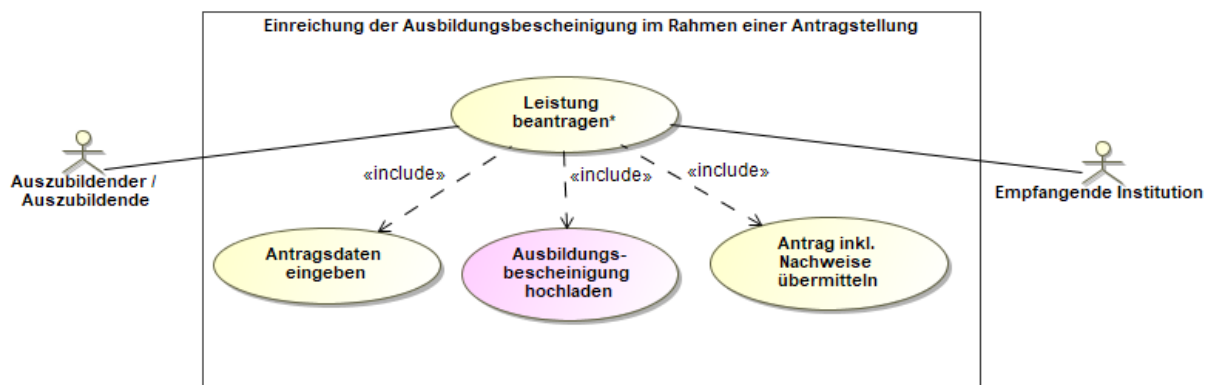 Einreichung der Ausbildungsbescheinigung im Rahmen einer Antragstellung
Leistung
beantragen*
«include»
«include»
«include»
Auszubildender /
Auszubildende
Empfangende Institution
Antragsdaten
eingeben
Ausbildungs-
bescheinigung
hochladen
Antrag inkl.
Nachweise
übermitteln